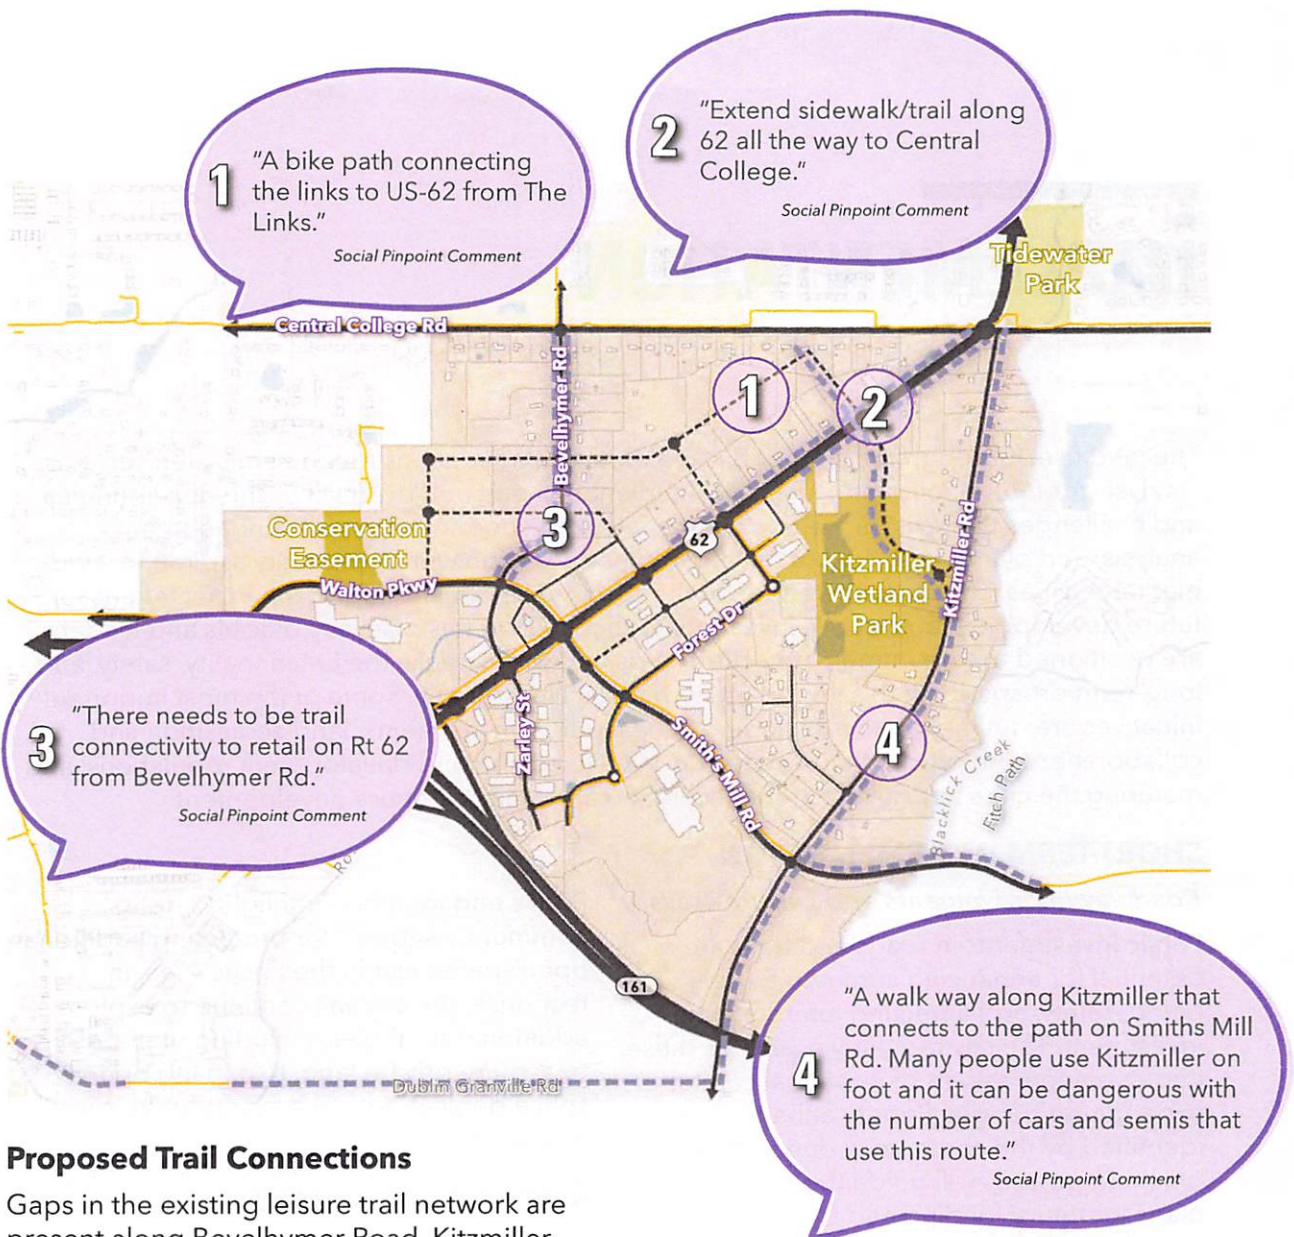 1
"A bike path connecting
the links to US-62 from The
Links."
Social Pinpoint Comment
2
"Extend sidewalk/trail along
62 all the way to Central
College."
Social Pinpoint Comment
Tidewater
Park
Central College Rd
Bevelhymer Rd
1
2
3
62
Conservation
Easement
Walton Pkwy
Kitzmiller
Wetland
Park
Kitzmiller Rd
Forest Dr
Zarley St
Smith's Mill Rd
4
Blacklick Creek
Fitch Path
3
"There needs to be trail
connectivity to retail on Rt 62
from Bevelhymer Rd."
Social Pinpoint Comment
161
Dublin Granville Rd
4
"A walk way along Kitzmiller that
connects to the path on Smiths Mill
Rd. Many people use Kitzmiller on
foot and it can be dangerous with
the number of cars and semis that
use this route."
Social Pinpoint Comment
Proposed Trail Connections
Gaps in the existing leisure trail network are
present along Bevelhymer Road, Kitzmiller